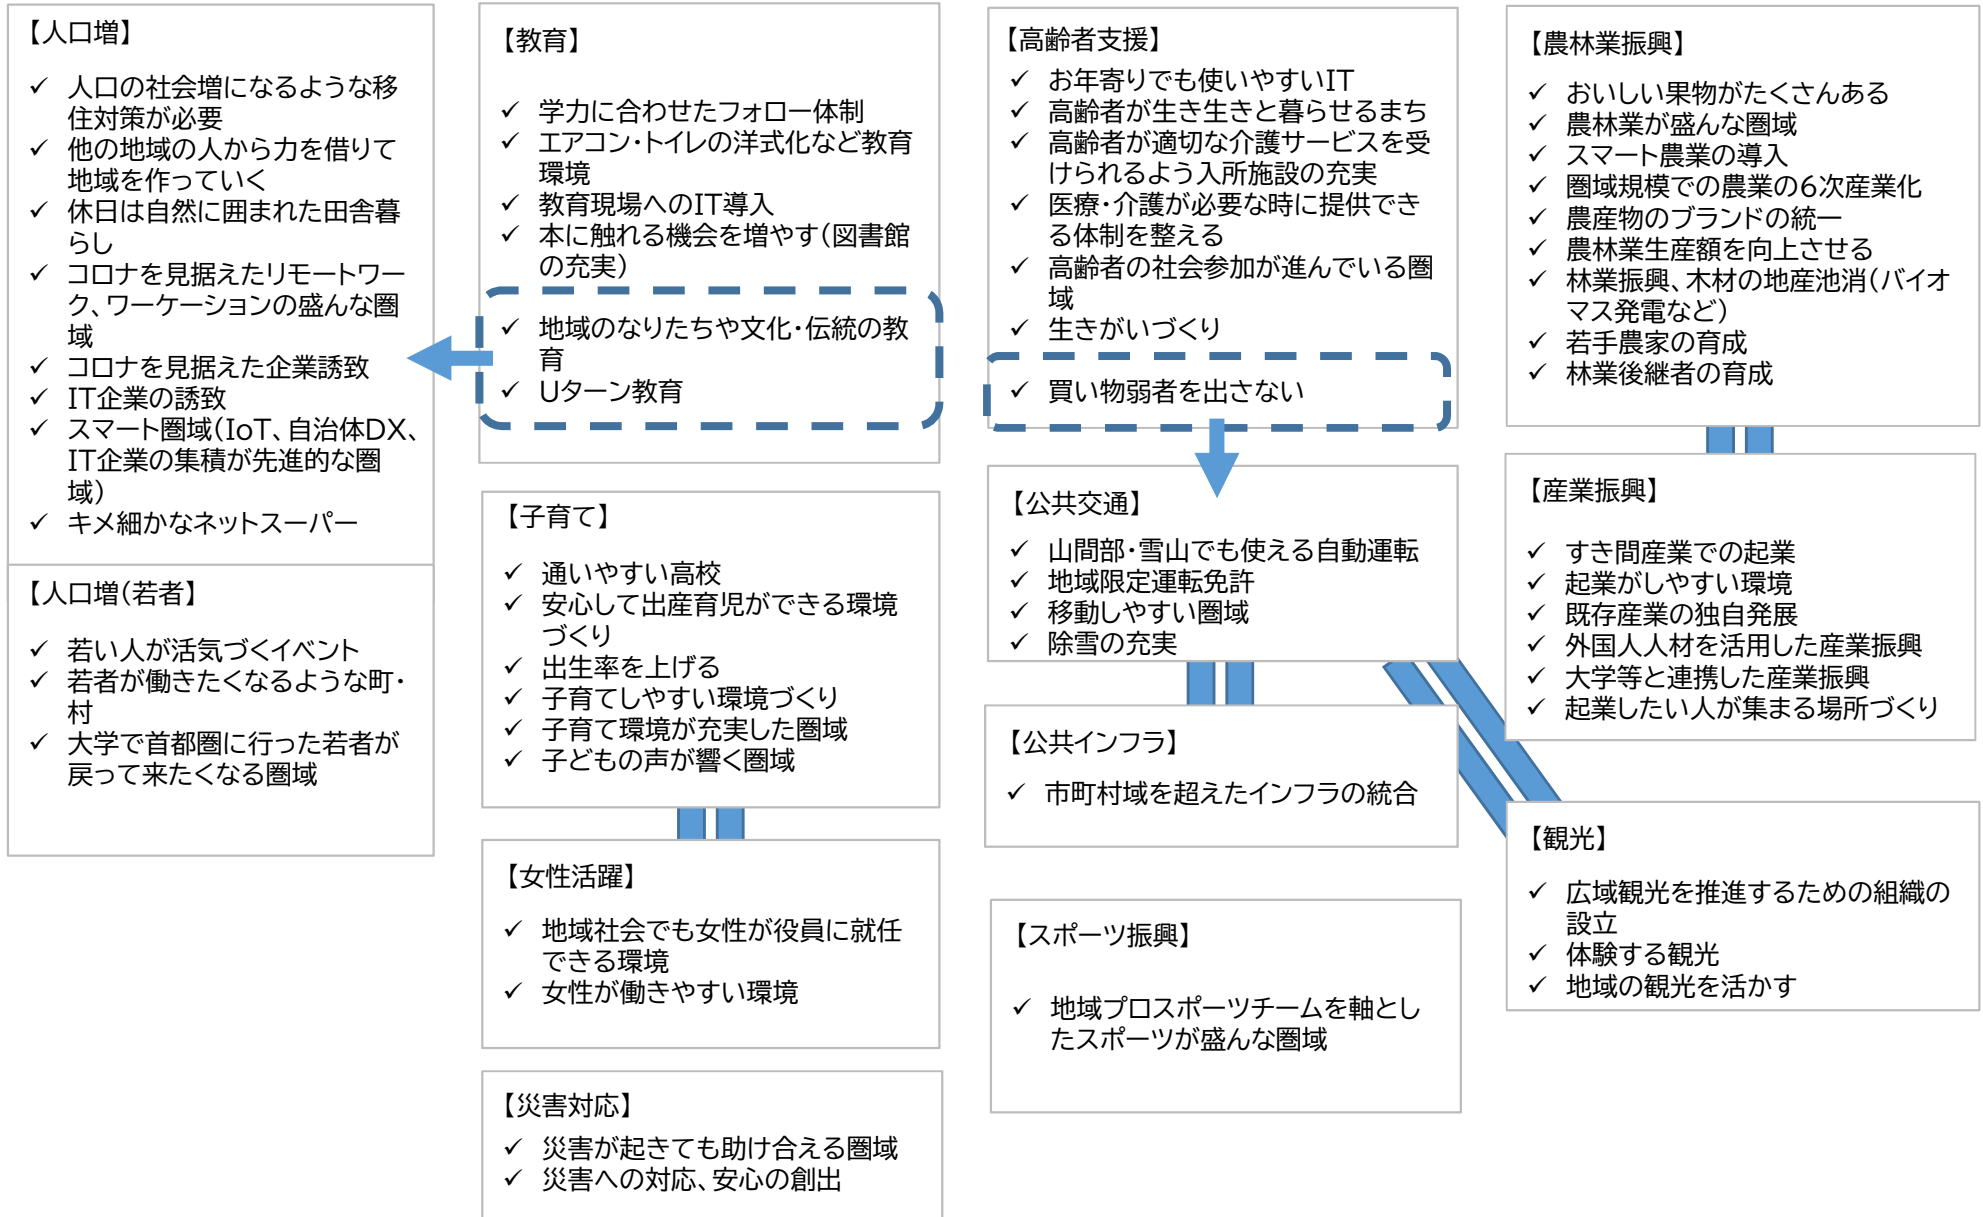 【人口増】
✓ 人口の社会増になるような移
住対策が必要
✓ 他の地域の人から力を借りて
地域を作っていく
✓ 休日は自然に囲まれた田舎暮
らし
✓ コロナを見据えたリモートワー
ク、ワーケーションの盛んな圏
域
✓ コロナを見据えた企業誘致
✓ IT企業の誘致
✓ スマート圏域(IoT、自治体DX、
IT企業の集積が先進的な圏
域)
✓ キメ細かなネットスーパー
【人口増(若者】
✓ 若い人が活気づくイベント
✓ 若者が働きたくなるような町・
村
✓ 大学で首都圏に行った若者が
戻って来たくなる圏域
【教育】
✓ 学力に合わせたフォロー体制
✓ エアコン・トイレの洋式化など教育
環境
✓ 教育現場へのIT導入
✓ 本に触れる機会を増やす(図書館
の充実)
✓ 地域のなりたちや文化・伝統の教
育
✓ Uターン教育
【子育て】
✓ 通いやすい高校
✓ 安心して出産育児ができる環境
づくり
✓ 出生率を上げる
✓ 子育てしやすい環境づくり
✓ 子育て環境が充実した圏域
✓ 子どもの声が響く圏域
【女性活躍】
✓ 地域社会でも女性が役員に就任
できる環境
✓ 女性が働きやすい環境
【災害対応】
✓ 災害が起きても助け合える圏域
✓ 災害への対応、安心の創出
【高齢者支援】
✓ お年寄りでも使いやすいIT
✓ 高齢者が生き生きと暮らせるまち
✓ 高齢者が適切な介護サービスを受
けられるよう入所施設の充実
✓ 医療・介護が必要な時に提供でき
る体制を整える
✓ 高齢者の社会参加が進んでいる圏
域
✓ 生きがいづくり
✓ 買い物弱者を出さない
【公共交通】
✓ 山間部・雪山でも使える自動運転
✓ 地域限定運転免許
✓ 移動しやすい圏域
✓ 除雪の充実
【公共インフラ】
✓ 市町村域を超えたインフラの統合
【スポーツ振興】
✓ 地域プロスポーツチームを軸とし
たスポーツが盛んな圏域
【農林業振興】
✓ おいしい果物がたくさんある
✓ 農林業が盛んな圏域
✓ スマート農業の導入
✓ 圏域規模での農業の6次産業化
✓ 農産物のブランドの統一
✓ 農林業生産額を向上させる
✓ 林業振興、木材の地産池消(バイオ
マス発電など)
✓ 若手農家の育成
✓ 林業後継者の育成
【産業振興】
✓ すき間産業での起業
✓ 起業がしやすい環境
✓ 既存産業の独自発展
✓ 外国人人材を活用した産業振興
✓ 大学等と連携した産業振興
✓ 起業したい人が集まる場所づくり
【観光】
✓ 広域観光を推進するための組織の
設立
✓ 体験する観光
✓ 地域の観光を活かす